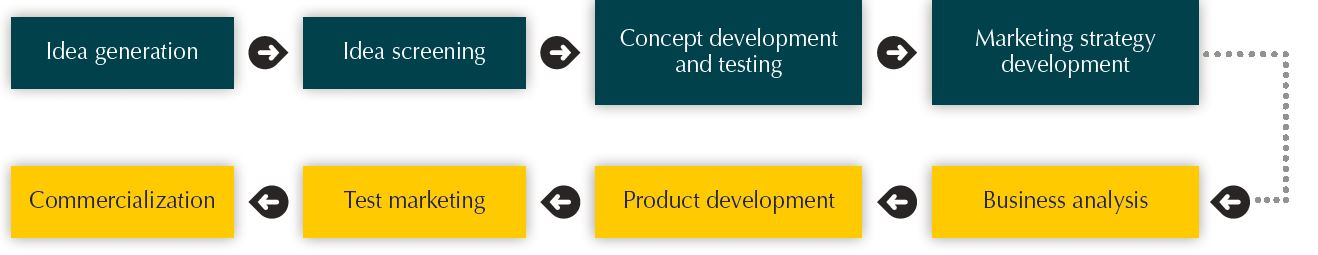 Idea generation
Idea screening
Concept development
and testing
Marketing strategy
development
Business analysis
Product development
Test marketing
Commercialization